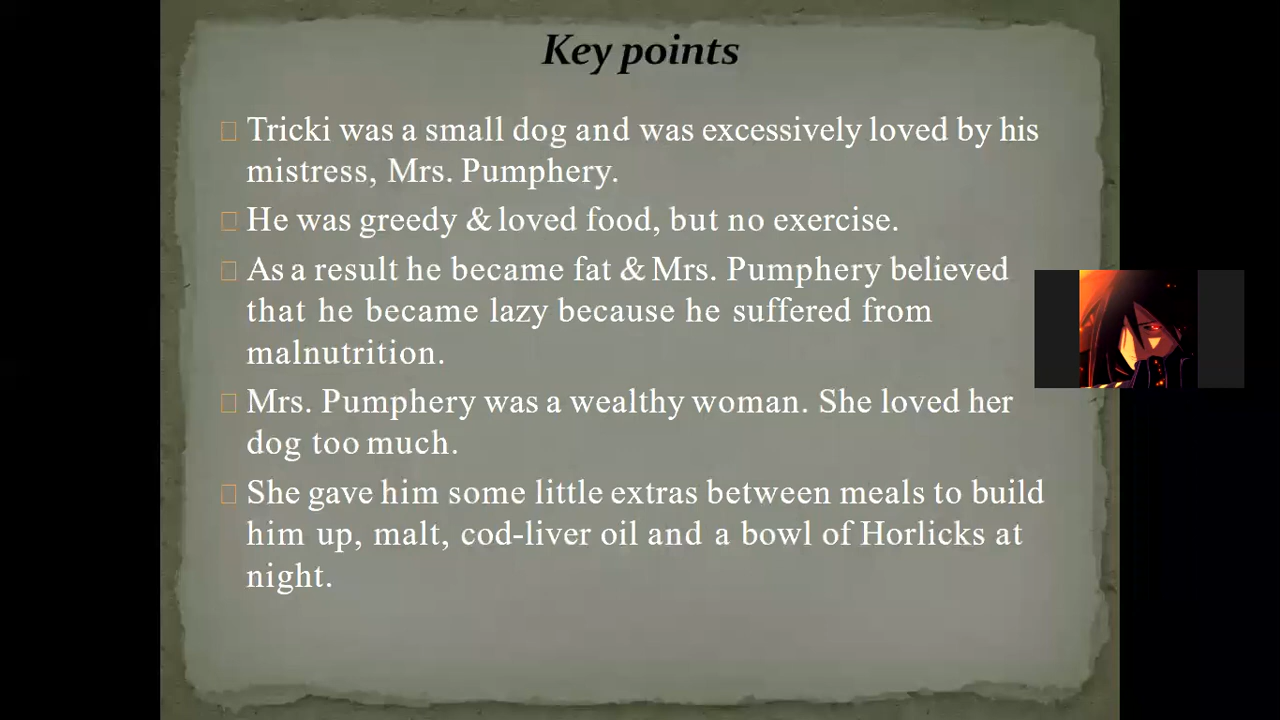 Key points
Tricki was a small dog and was excessively loved by his
mistress, Mrs. Pumphery.
He was greedy & loved food, but no exercise.
As a result he became fat & Mrs. Pumphery believed
that he became lazy because he suffered from
malnutrition.
Mrs. Pumphery was a wealthy woman. She loved her
dog too much.
She gave him some little extras between meals to build
him up, malt, cod-liver oil and a bowl of Horlicks at
night.